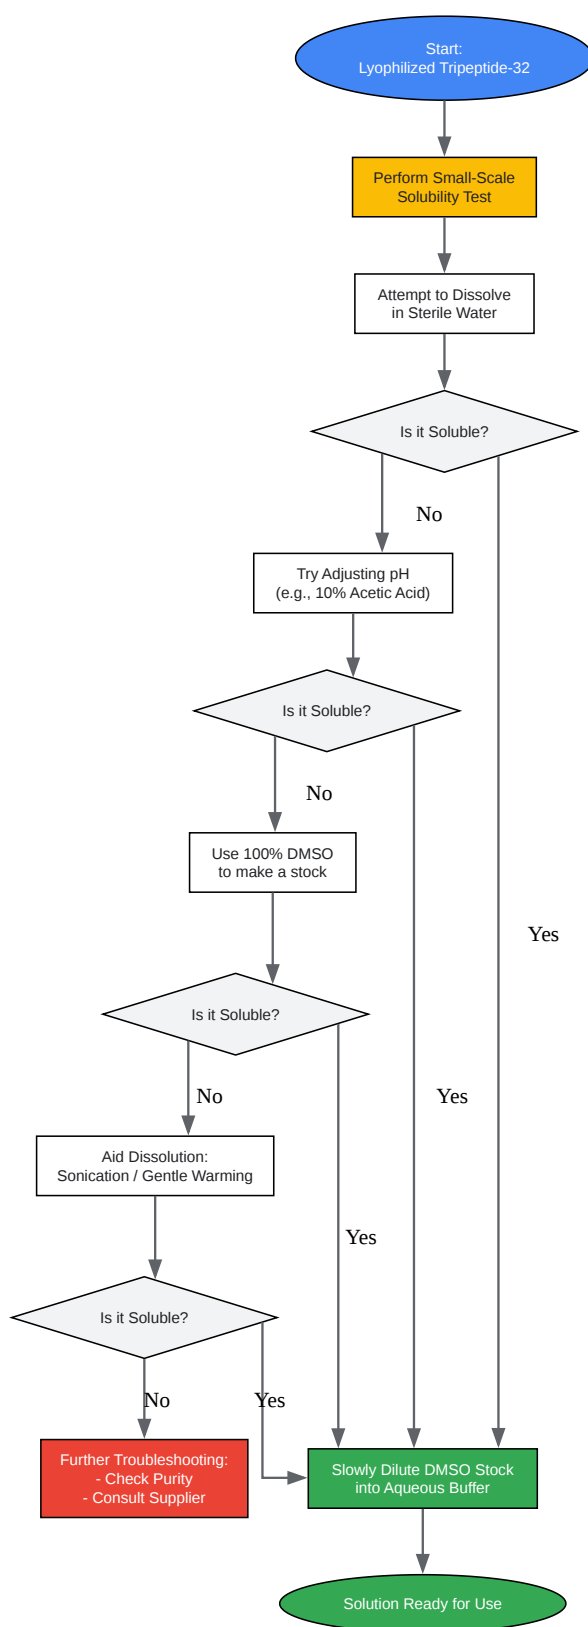 Start:
Lyophilized Tripeptide-32
Perform Small-Scale
Solubility Test
Attempt to Dissolve
in Sterile Water
Is it Soluble?
No
Try Adjusting pH
(e.g., 10% Acetic Acid)
Is it Soluble?
No
Use 100% DMSO
to make a stock
Yes
Is it Soluble?
No
Yes
Aid Dissolution:
Sonication / Gentle Warming
Yes
Is it Soluble?
No
Yes
Further Troubleshooting:
- Check Purity
- Consult Supplier
Slowly Dilute DMSO Stock
into Aqueous Buffer
Solution Ready for Use